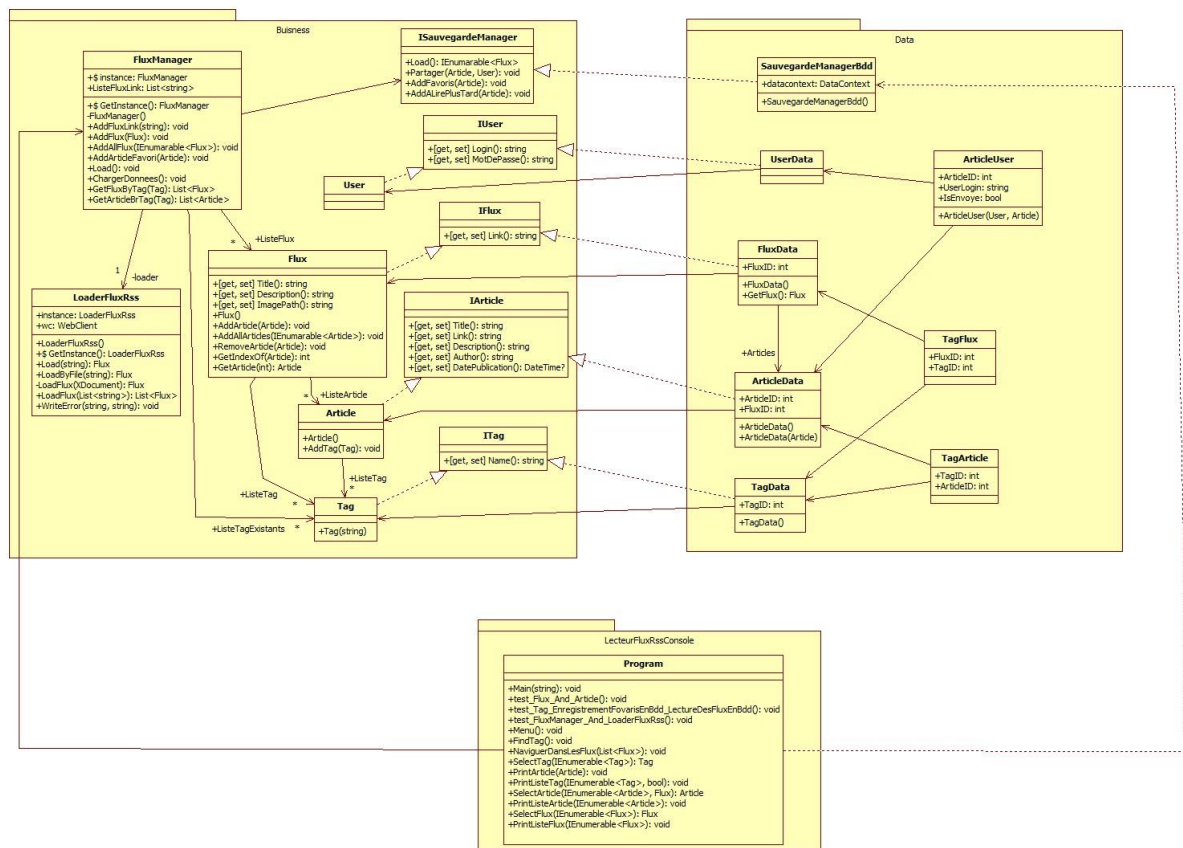 Buisness
FluxManager
+$ instance: FluxManager
+ListeFluxLink: List<string>
+$ GetInstance(): FluxManager
-FluxManager()
+AddFluxLink(string): void
+AddFlux(Flux): void
+AddAllFlux(IEnumarable<Flux>): void
+AddArticleFavori(Article): void
+Load(): void
+ChargerDonnees(): void
+GetFluxByTag(Tag): List<Flux>
+GetArticleBrTag(Tag): List<Article>
ISauvegardeManager
+Load(): IEnumarable<Flux>
+Partager(Article, User): void
+AddFavoris(Article): void
+AddALirePlusTard(Article): void
IUser
+[get, set] Login(): string
+[get, set] MotDePasse(): string
User
IFlux
+[get, set] Link(): string
* +ListeFlux
1 -loader
Flux
+[get, set] Title(): string
+[get, set] Description(): string
+[get, set] ImagePath(): string
+Flux()
+AddArticle(Article): void
+AddAllArticles(IEnumarable<Article>): void
+RemoveArticle(Article): void
+GetIndexOf(Article): int
+GetArticle(int): Article
LoaderFluxRss
+instance: LoaderFluxRss
+wc: WebClient
+LoaderFluxRss()
+$ GetInstance(): LoaderFluxRss
+Load(string): Flux
+LoadByFile(string): Flux
-LoadFlux(XDocument): Flux
+LoadFlux(List<string>): List<Flux>
+WriteError(string, string): void
IArticle
+[get, set] Title(): string
+[get, set] Link(): string
+[get, set] Description(): string
+[get, set] Author(): string
+[get, set] DatePublication(): DateTime?
* +ListeArticle
Article
+Article()
+AddTag(Tag): void
ITag
+[get, set] Name(): string
+ListeTag
*
+ListeTag
*
Tag
+Tag(string)
+ListeTagExistants *
Data
SauvegardeManagerBdd
+datacontext: DataContext
+SauvegardeManagerBdd()
UserData
ArticleUser
+ArticleID: int
+UserLogin: string
+IsEnvoye: bool
+ArticleUser(User, Article)
FluxData
+FluxID: int
+FluxData()
+GetFlux(): Flux
TagFlux
+FluxID: int
+TagID: int
+Articles
ArticleData
+ArticleID: int
+FluxID: int
+ArticleData()
+ArticleData(Article)
TagArticle
+TagID: int
+ArticleID: int
TagData
+TagID: int
+TagData()
LecteurFluxRssConsole
Program
+Main(string): void
+test_Flux_And_Article(): void
+test_Tag_EnregistrementFovarisEnBdd_LectureDesFluxEnBdd(): void
+test_FluxManager_And_LoaderFluxRss(): void
+Menu(): void
+FindTag(): void
+NaviguerDansLesFlux(List<Flux>): void
+SelectTag(IEnumarable<Tag>): Tag
+PrintArticle(Article): void
+PrintListeTag(IEnumarable<Tag>, bool): void
+SelectArticle(IEnumarable<Article>, Flux): Article
+PrintListeArticle(IEnumarable<Article>): void
+SelectFlux(IEnumarable<Flux>): Flux
+PrintListeFlux(IEnumarable<Flux>): void